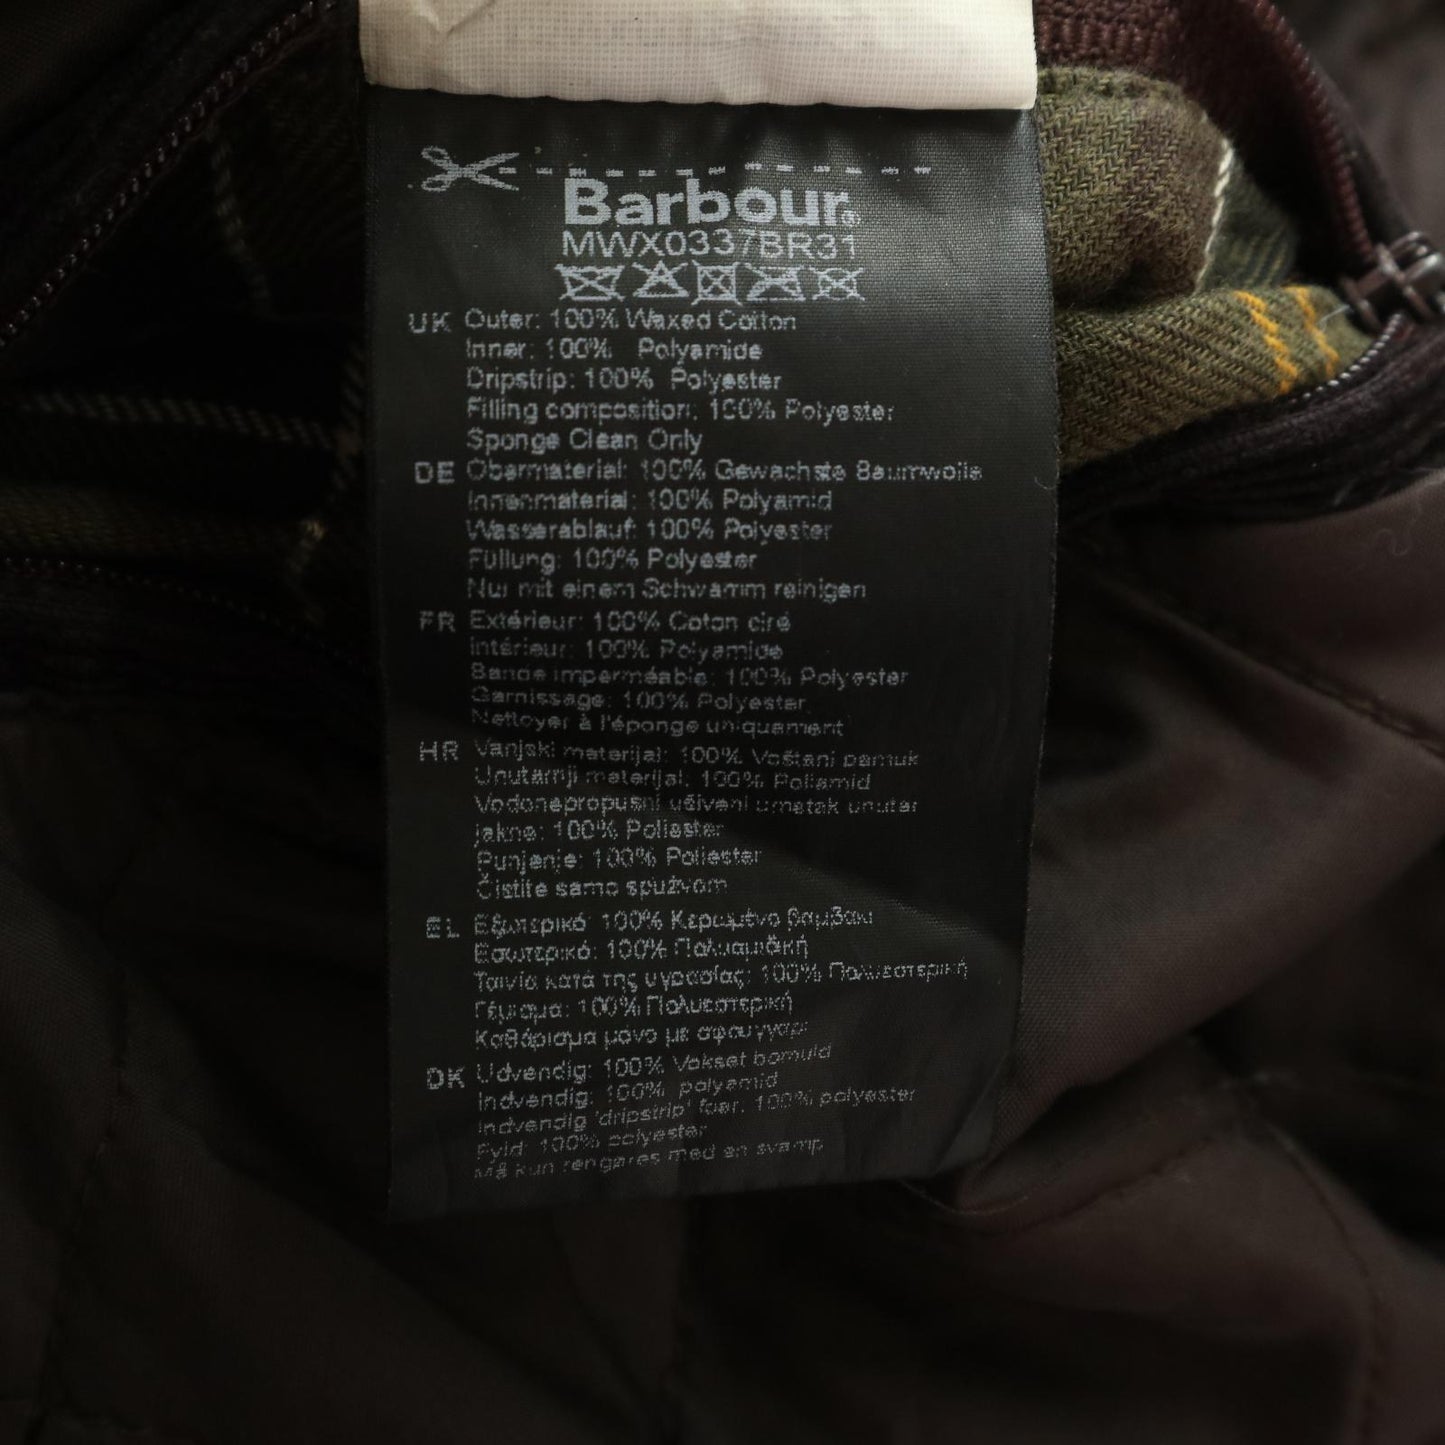 Barbour®
MWX0337BR31
UK Outer: 100% Waxed Cotton
Inner: 100% Polyamide
Dripstrip: 100% Polyester
Filling composition: 100% Polyester
Sponge Clean Only
DE Obermaterial: 100% Gewachste Baumwolle
Innenmaterial: 100% Polyamid
Wasserablauf: 100% Polyester
Füllung: 100% Polyester
Nur mit einem Schwamm reinigen
FR Extérieur: 100% Coton ciré
Intérieur: 100% Polyamide
Bande imperméable: 100% Polyester
Garnissage: 100% Polyester
Nettoyer à l'éponge uniquement
HR Vanjski materijal: 100% Voštani pamuk
Unutarnji materijal: 100% Poliamid
Vodonepropusni ušiveni umetak unutar
jakne: 100% Poliester
Punjenje: 100% Poliester
Čistite samo spužvom
EL Εξωτερικό: 100% Κερωμένο βαμβάκι
Εσωτερικό: 100% Πολυαμιδική
Ταινία κατά της υγρασίας: 100% Πολυεστερική
Γέμισμα: 100% Πολυεστερική
Καθάρισμα μόνο με σφουγγάρι
DK Udvendig: 100% Vokset bomuld
Indvendig: 100% polyamid
Indvendig 'dripstrip' foer: 100% polyester
Fyld: 100% polyester
Må kun rengøres med en svamp